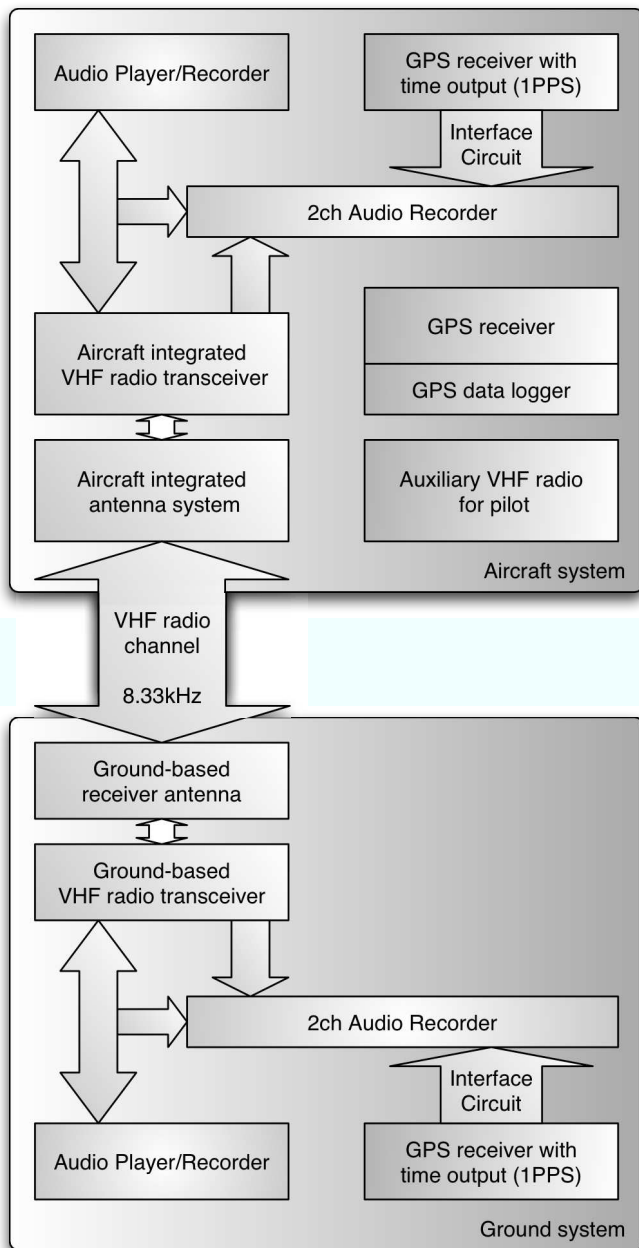 Audio Player/Recorder
GPS receiver with
time output (1PPS)
Interface
Circuit
2ch Audio Recorder
Aircraft integrated
VHF radio transceiver
GPS receiver
GPS data logger
Aircraft integrated
antenna system
Auxiliary VHF radio
for pilot
Aircraft system
VHF radio
channel
8.33kHz
Ground-based
receiver antenna
Ground-based
VHF radio transceiver
2ch Audio Recorder
Interface
Circuit
Audio Player/Recorder
GPS receiver with
time output (1PPS)
Ground system